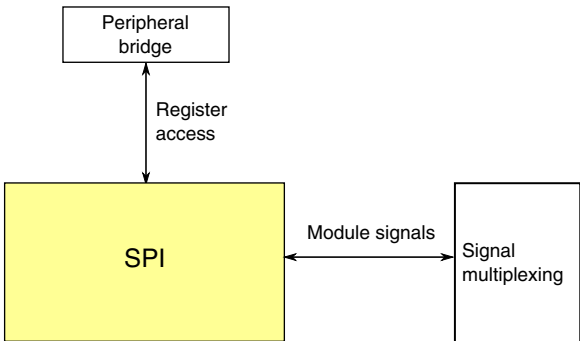 Peripheral
bridge
Register
access
SPI
Module signals
Signal
multiplexing